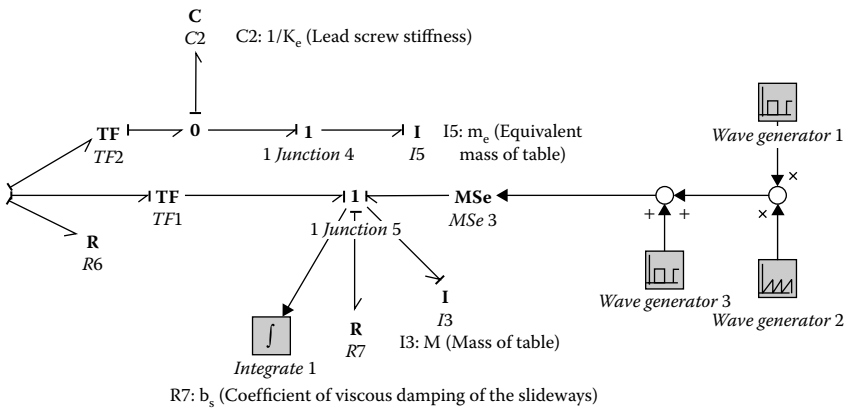 C
C2
C2: 1/Ke (Lead screw stiffness)
TF
TF2
0
1
1 Junction 4
I
I5
I5: me (Equivalent
mass of table)
Wave generator 1
×
×
TF
TF1
1
1 Junction 5
MSe
MSe 3
+ +
R
R6
∫
Integrate 1
R
R7
I
I3
I3: M (Mass of table)
Wave generator 3
Wave generator 2
R7: bs (Coefficient of viscous damping of the slideways)